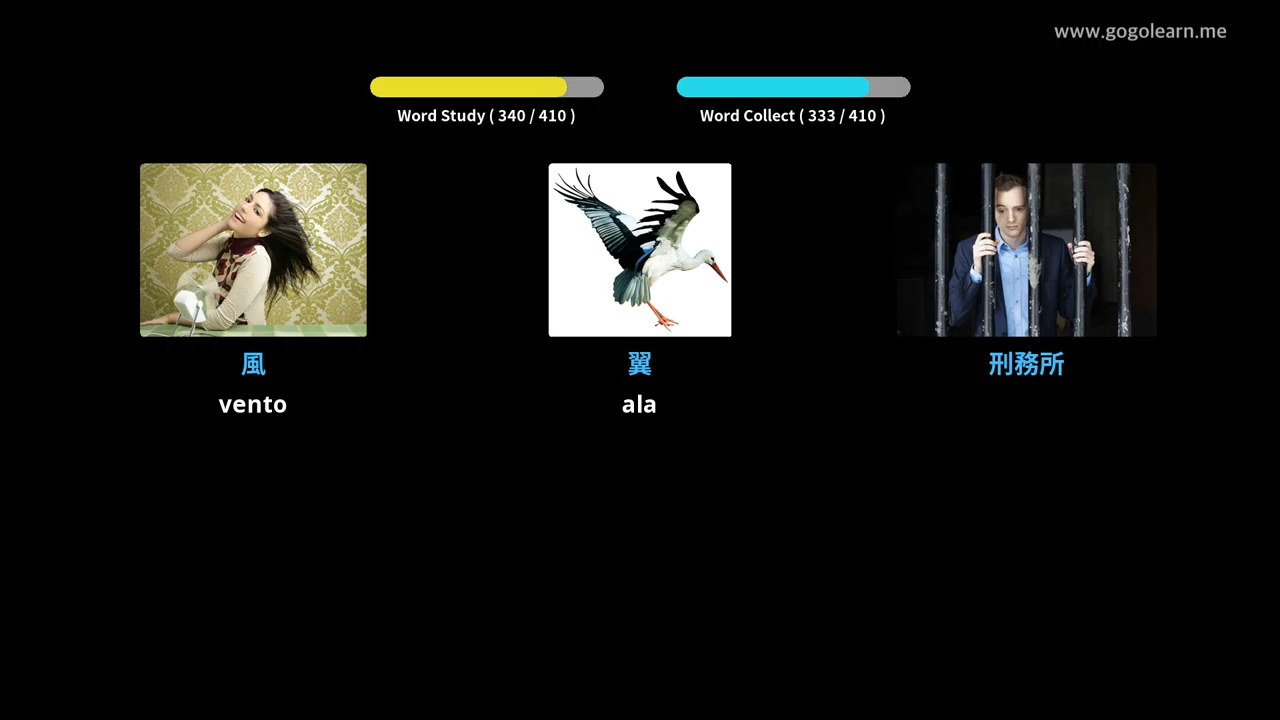 www.gogolearn.me
Word Study ( 340 / 410 )
Word Collect ( 333 / 410 )
風
翼
刑務所
vento
ala